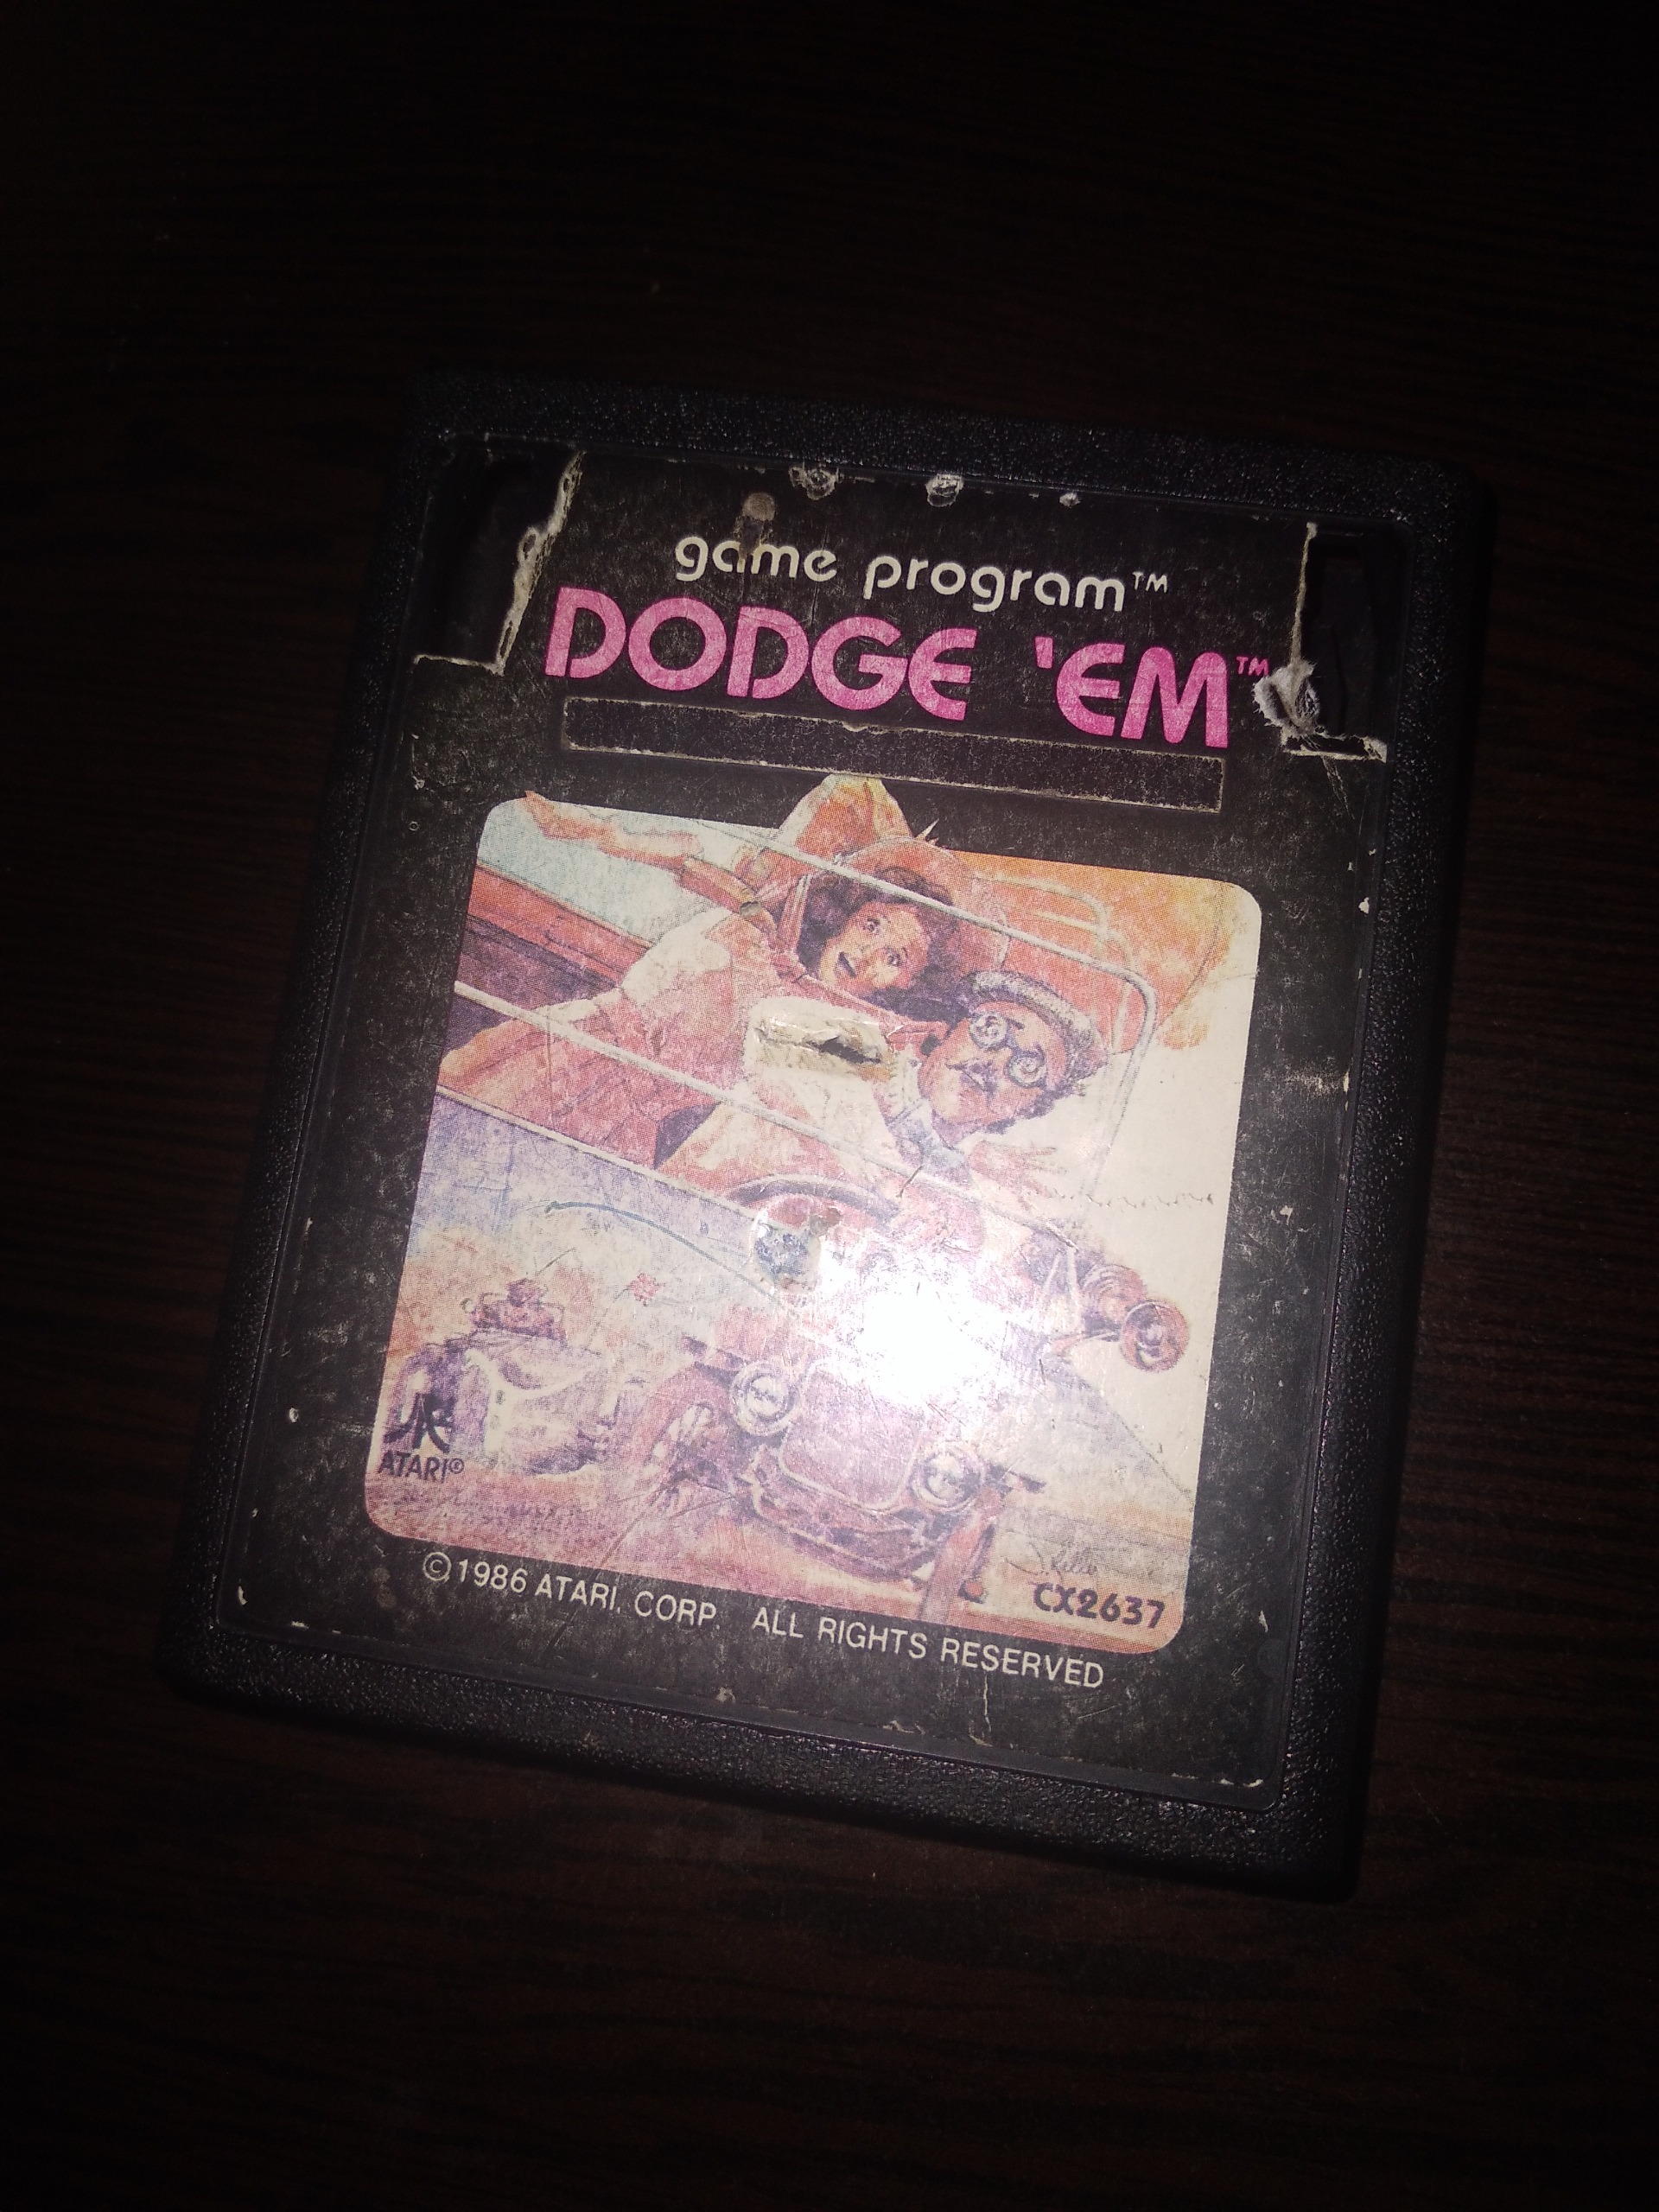 game program™
DODGE 'EM™
ATARI©
CX2637
©1986 ATARI, CORP. ALL RIGHTS RESERVED